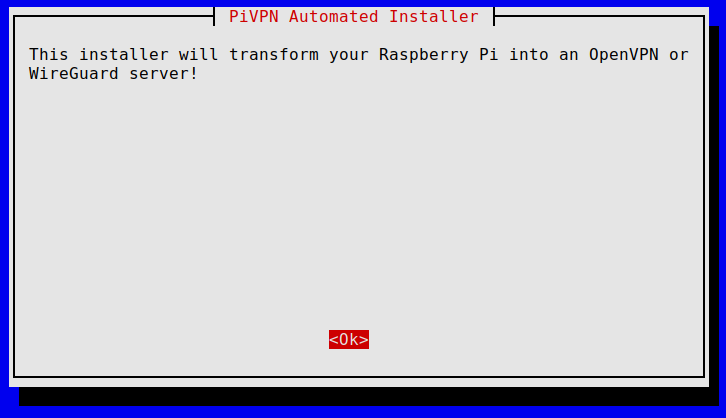 PiVPN Automated Installer
This installer will transform your Raspberry Pi into an OpenVPN or
WireGuard server!
<Ok>